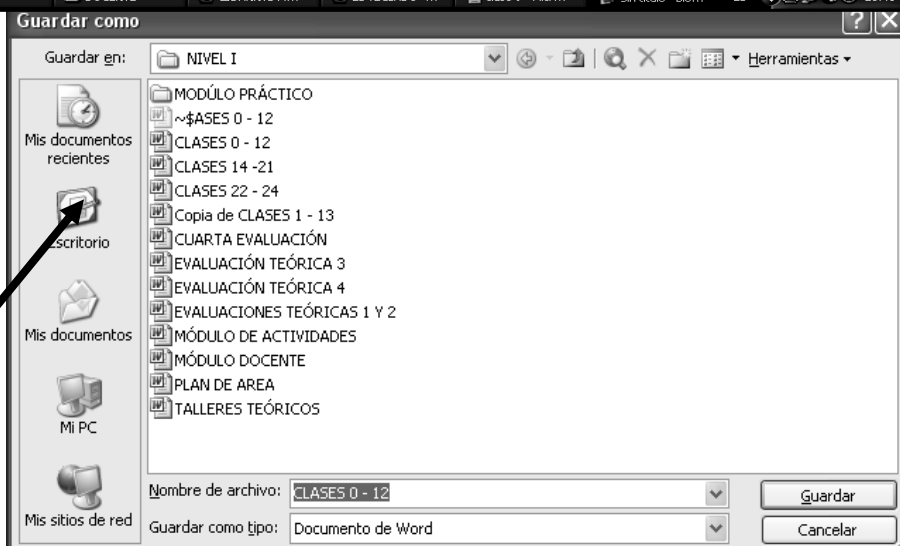 Guardar como
Guardar en:
NIVEL I
Herramientas
Mis documentos
recientes
Escritorio
Mis documentos
Mi PC
Mis sitios de red
MODÚLO PRÁCTICO
~$ASES 0 - 12
CLASES 0 - 12
CLASES 14 -21
CLASES 22 - 24
Copia de CLASES 1 - 13
CUARTA EVALUACIÓN
EVALUACIÓN TEÓRICA 3
EVALUACIÓN TEÓRICA 4
EVALUACIONES TEÓRICAS 1 Y 2
MÓDULO DE ACTIVIDADES
MÓDULO DOCENTE
PLAN DE AREA
TALLERES TEÓRICOS
Nombre de archivo: CLASES 0 - 12
Guardar
Guardar como tipo: Documento de Word
Cancelar